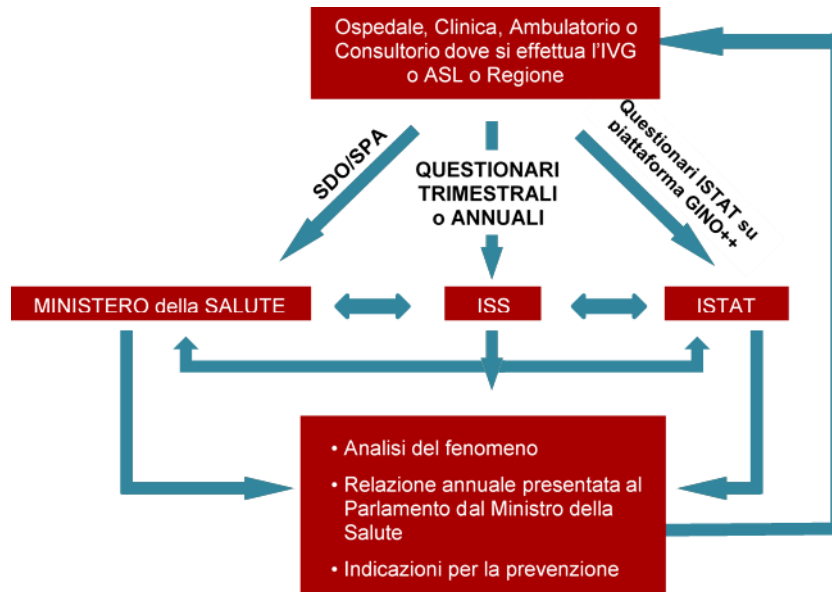 Ospedale, Clinica, Ambulatorio o
Consultorio dove si effettua l'IVG
o ASL o Regione
SDO/SPA
QUESTIONARI
TRIMESTRALI
o ANNUALI
Questionari ISTAT su
piattaforma GINO++
MINISTERO della SALUTE
ISS
ISTAT
• Analisi del fenomeno
• Relazione annuale presentata al
Parlamento dal Ministro della
Salute
• Indicazioni per la prevenzione